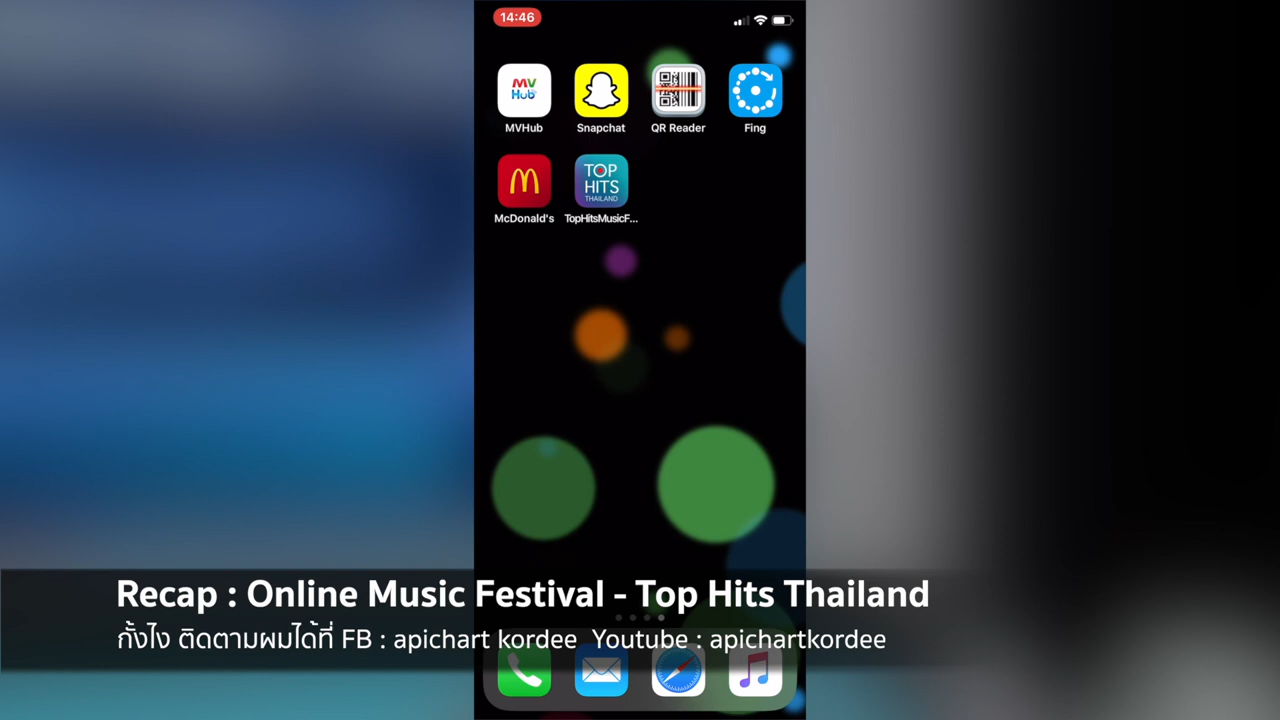 14:46
MV
Hub
MVHub
Snapchat
QR Reader
Fing
TOP
HITS
THAILAND
McDonald's
TopHitsMusicF...
Recap : Online Music Festival - Top Hits Thailand
กั้งไง ติดตามผมได้ที่ FB : apichart kordee Youtube : apichartkordee